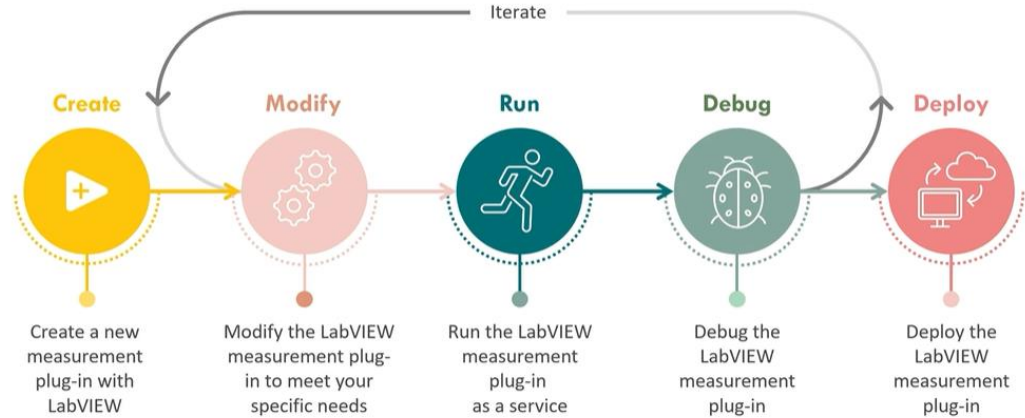 Iterate
Create
Modify
Run
Debug
Deploy
Create a new
measurement
plug-in with
LabVIEW
Modify the LabVIEW
measurement plug-
in to meet your
specific needs
Run the LabVIEW
measurement
plug-in
as a service
Debug the
LabVIEW
measurement
plug-in
Deploy the
LabVIEW
measurement
plug-in